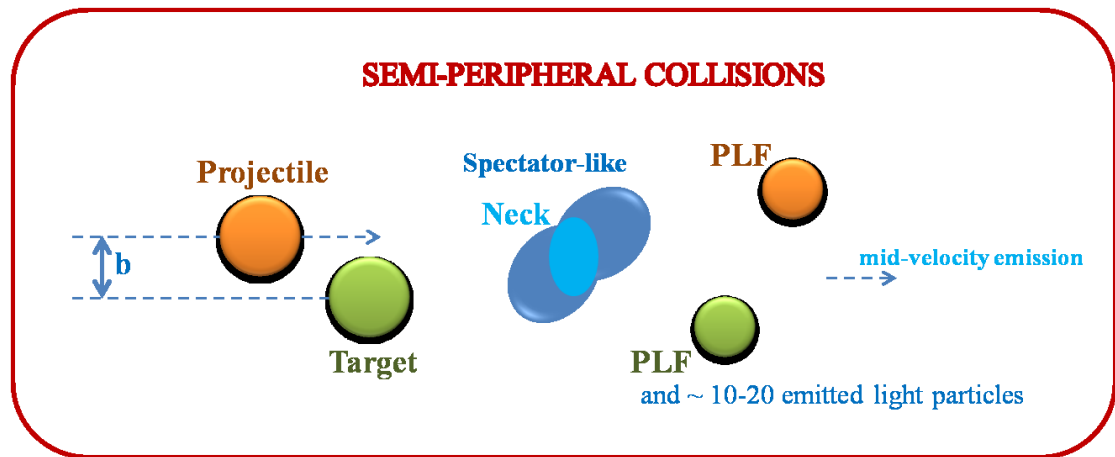 SEMI-PERIPHERAL COLLISIONS
Projectile
b
Target
Spectator-like
Neck
PLF
mid-velocity emission
PLF
and ~ 10-20 emitted light particles